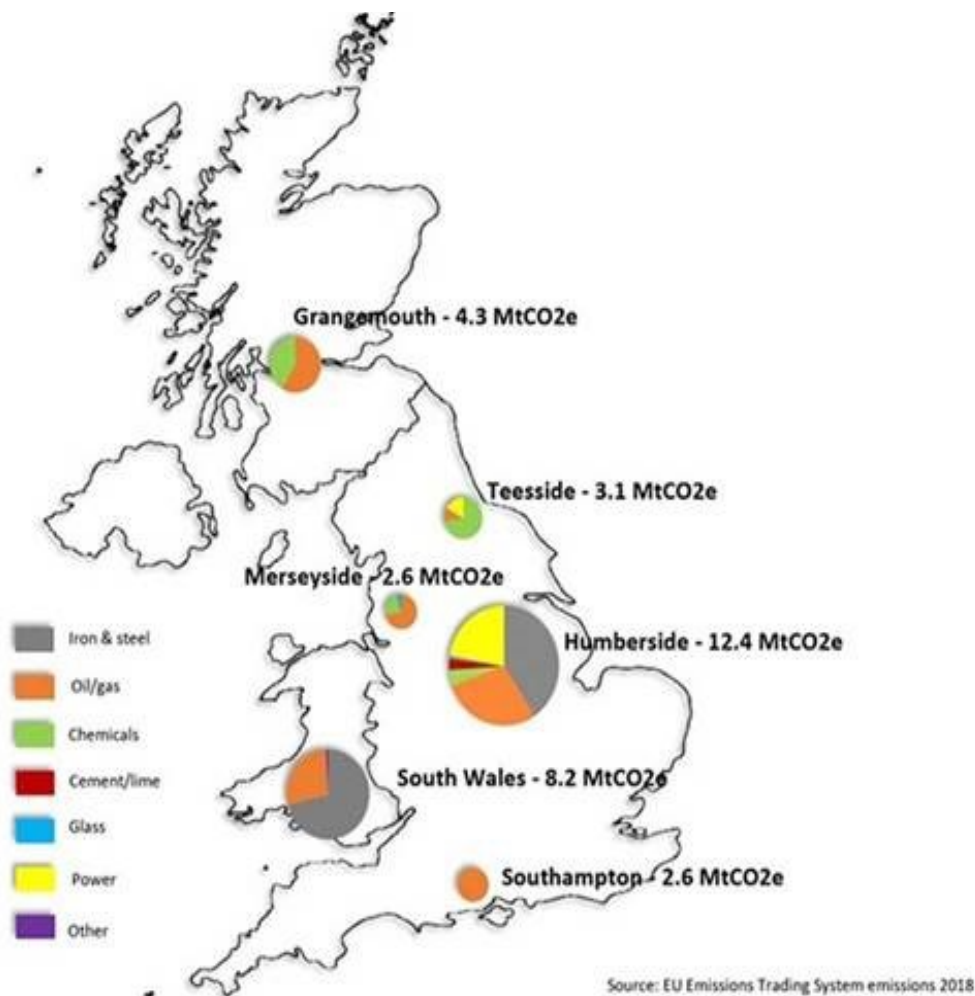 Grangemouth - 4.3 MtCO2e
Teesside - 3.1 MtCO2e
Merseyside - 2.6 MtCO2e
Humberside - 12.4 MtCO2e
South Wales - 8.2 MtCO2e
Southampton - 2.6 MtCO2e
Iron & steel
Oil/gas
Chemicals
Cement/lime
Glass
Power
Other
Source: EU Emissions Trading System emissions 2018